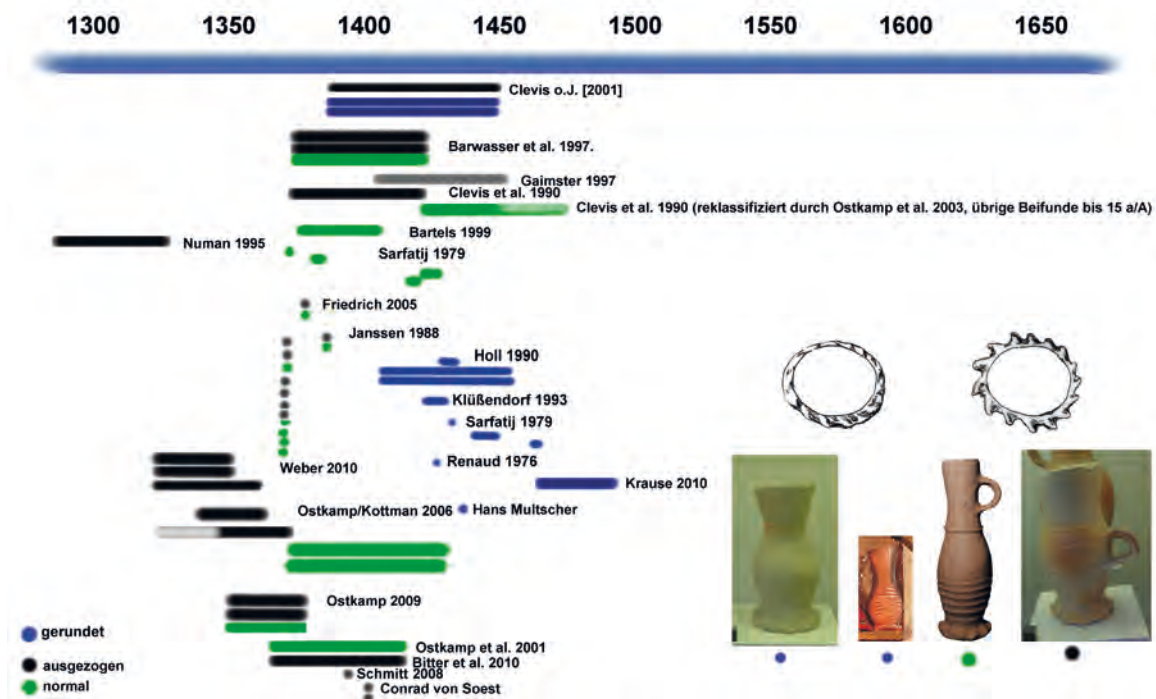 1300 1350 1400 1450 1500 1550 1600 1650
Clevis o.J. [2001]
Barwasser et al. 1997.
Gaimster 1997
Clevis et al. 1990
Clevis et al. 1990 (reklassifiziert durch Ostkamp et al. 2003, übrige Beifunde bis 15 a/A)
Bartels 1999
Numan 1995
Sarfatij 1979
Friedrich 2005
Janssen 1988
Holl 1990
Klüßendorf 1993
Sarfatij 1979
Renaud 1976
Weber 2010
Krause 2010
Ostkamp/Kottman 2006
Hans Multscher
Ostkamp 2009
gerundet
Ostkamp et al. 2001
ausgezogen
Bitter et al. 2010
Schmitt 2008
normal
Conrad von Soest